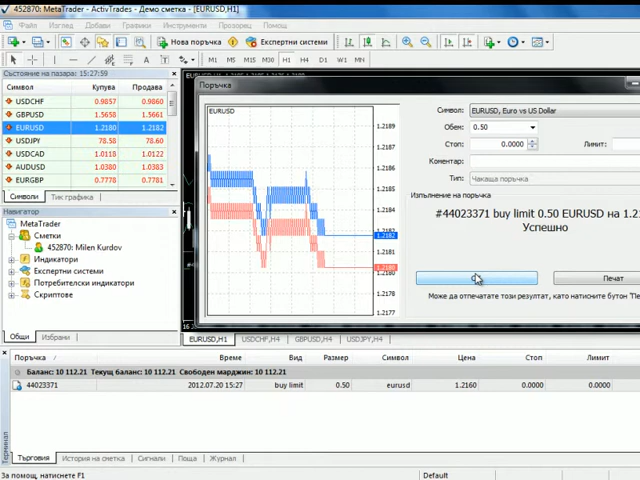 452870: MetaTrader - ActivTrades - Демо сметка - [EURUSD,H1]
Файл Изглед Добави Графики Инструменти Прозорец Помощ
Нова поръчка Експертни системи
M1 M5 M15 M30 H1 H4 D1 W1 MN
Състояние на пазара: 15:27:59
Символ Купува Продава
USDCHF 0.9857 0.9860
GBPUSD 1.5658 1.5661
EURUSD 1.2180 1.2182
USDJPY 78.58 78.60
USDCAD 1.0118 1.0122
AUDUSD 1.0380 1.0383
EURGBP 0.7778 0.7781
Символи Тик графика
Навигатор
MetaTrader
Сметки
452870: Milen Kurdov
Индикатори
Експертни системи
Потребителски индикатори
Скриптове
Общи Избрани
Поръчка
EURUSD
1.2189
1.2187
1.2186
1.2185
1.2184
1.2183
1.2182
1.2180
1.2180
1.2178
1.2177
Символ: EURUSD, Euro vs US Dollar
Обем: 0.50
Стоп: 0.0000 Лимит:
Коментар:
Тип: Чакаща поръчка
Изпълнение на поръчка
#44023371 buy limit 0.50 EURUSD на 1.21
Успешно
Печат
Може да отпечатате този резултат, като натиснете бутон "Пе
EURUSD,H1 USDCHF,H4 GBPUSD,H4 USDJPY,H4
Поръчка Време Вид Размер Символ Цена Стоп Лимит
Баланс: 10 112.21 Текущ баланс: 10 112.21 Свободен марджин: 10 112.21
44023371 2012.07.20 15:27 buy limit 0.50 eurusd 1.2160 0.0000 0.0000
Терминал
Търговия История на сметка Сигнали Поща Журнал
За помощ, натиснете F1 Default